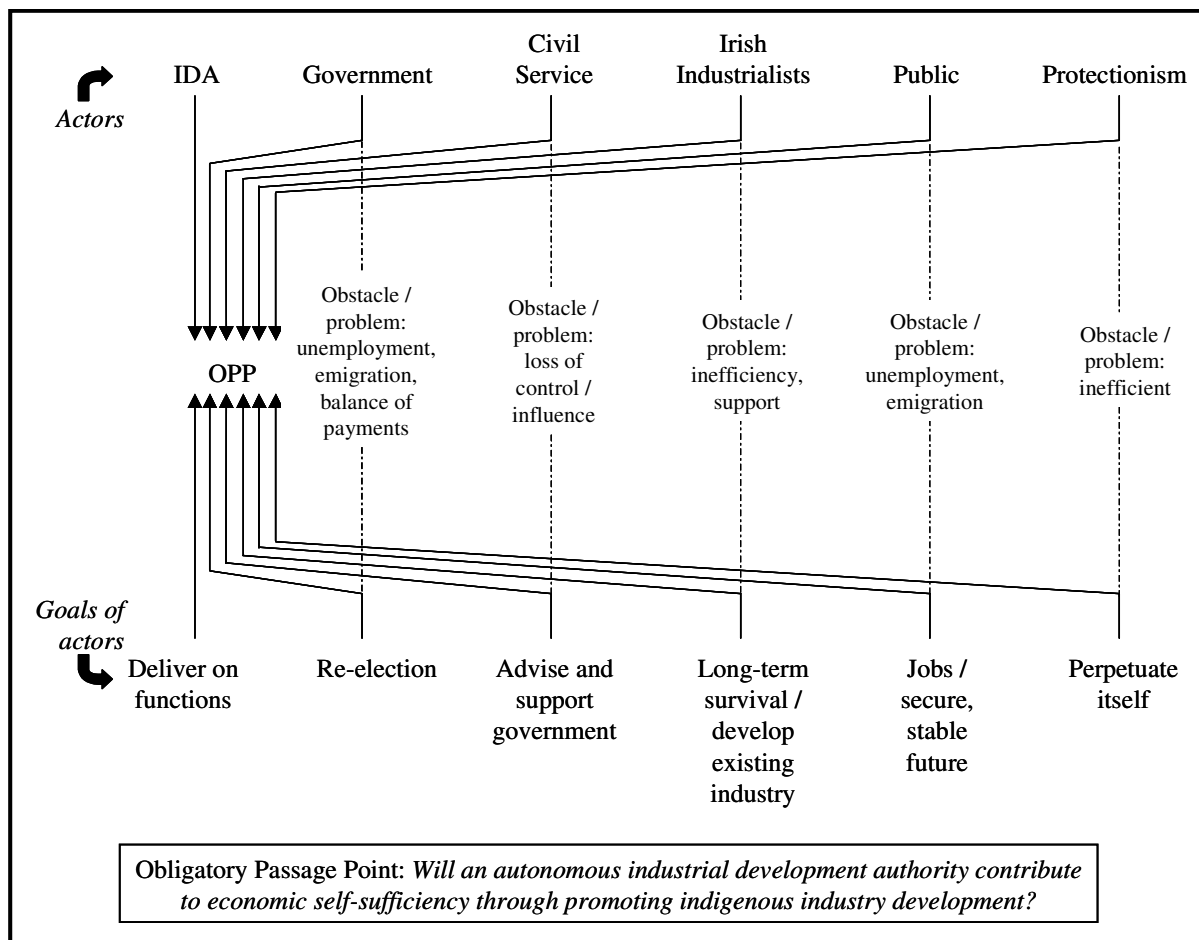 Actors
IDA
Government
Civil
Service
Irish
Industrialists
Public
Protectionism
Obstacle /
problem:
unemployment,
emigration,
balance of
payments
Obstacle /
problem:
loss of
control /
influence
Obstacle /
problem:
inefficiency,
support
Obstacle /
problem:
unemployment,
emigration
Obstacle /
problem:
inefficient
OPP
Goals of
actors
Deliver on
functions
Re-election
Advise and
support
government
Long-term
survival /
develop
existing
industry
Jobs /
secure,
stable
future
Perpetuate
itself
Obligatory Passage Point: Will an autonomous industrial development authority contribute
to economic self-sufficiency through promoting indigenous industry development?